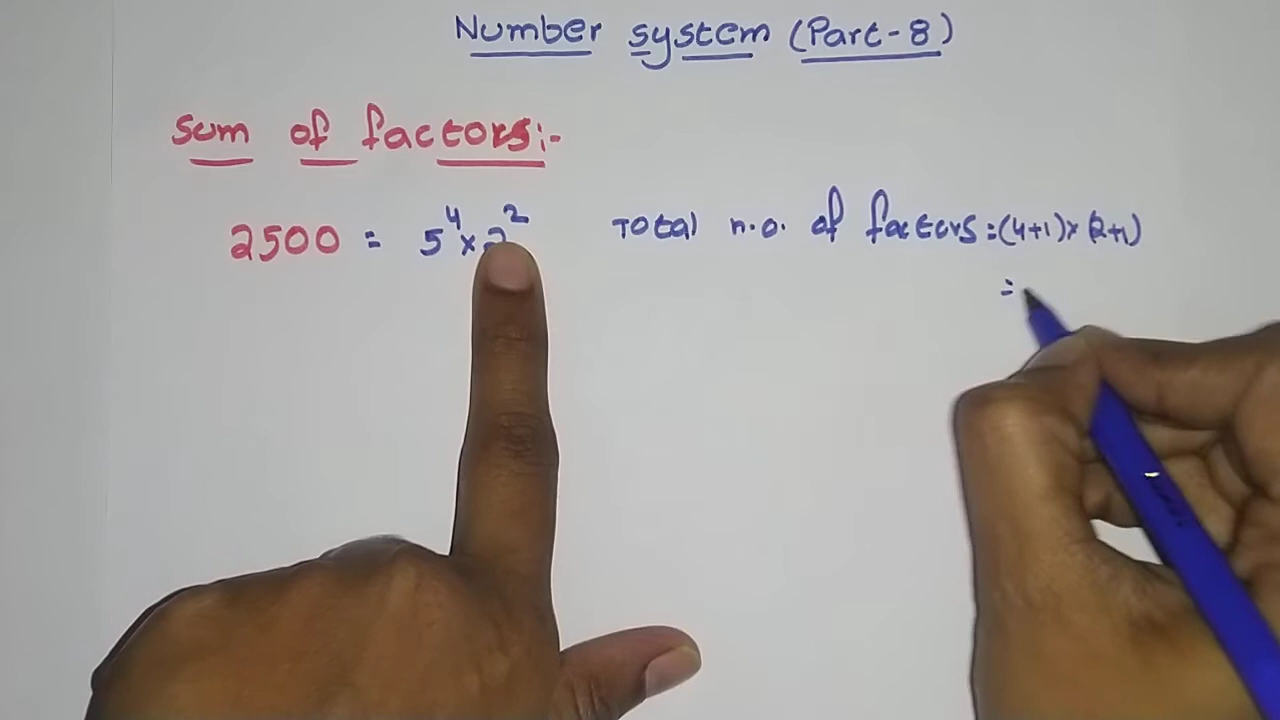 Number system (Part-8)
Sum of factors:-
2500 = 5⁴ x 2²
Total n.o. of factors = (4+1) x (2+1)
=